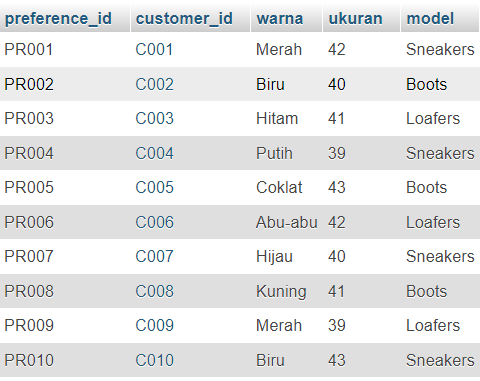 preference_id customer_id warna ukuran model
PR001 C001 Merah 42 Sneakers
PR002 C002 Biru 40 Boots
PR003 C003 Hitam 41 Loafers
PR004 C004 Putih 39 Sneakers
PR005 C005 Coklat 43 Boots
PR006 C006 Abu-abu 42 Loafers
PR007 C007 Hijau 40 Sneakers
PR008 C008 Kuning 41 Boots
PR009 C009 Merah 39 Loafers
PR010 C010 Biru 43 Sneakers